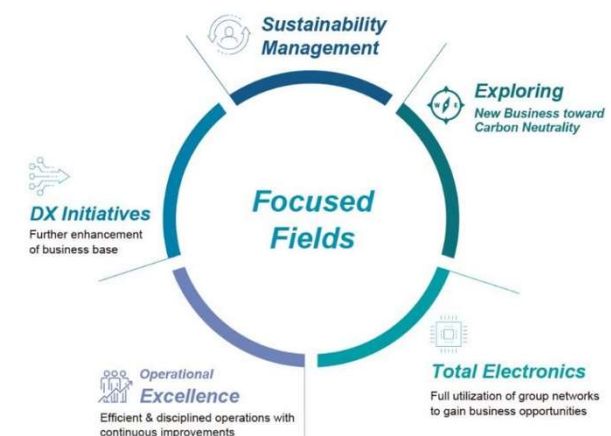 Sustainability
Management
Exploring
New Business toward
Carbon Neutrality
W E
DX Initiatives
Further enhancement
of business base
Focused
Fields
Total Electronics
Full utilization of group networks
to gain business opportunities
Operational
Excellence
Efficient & disciplined operations with
continuous improvements